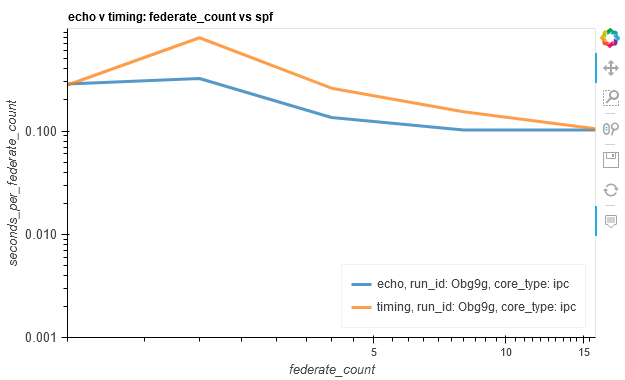 echo v timing: federate_count vs spf
seconds_per_federate_count
0.100
0.010
0.001
echo, run_id: Obg9g, core_type: ipc
timing, run_id: Obg9g, core_type: ipc
5
10
15
federate_count